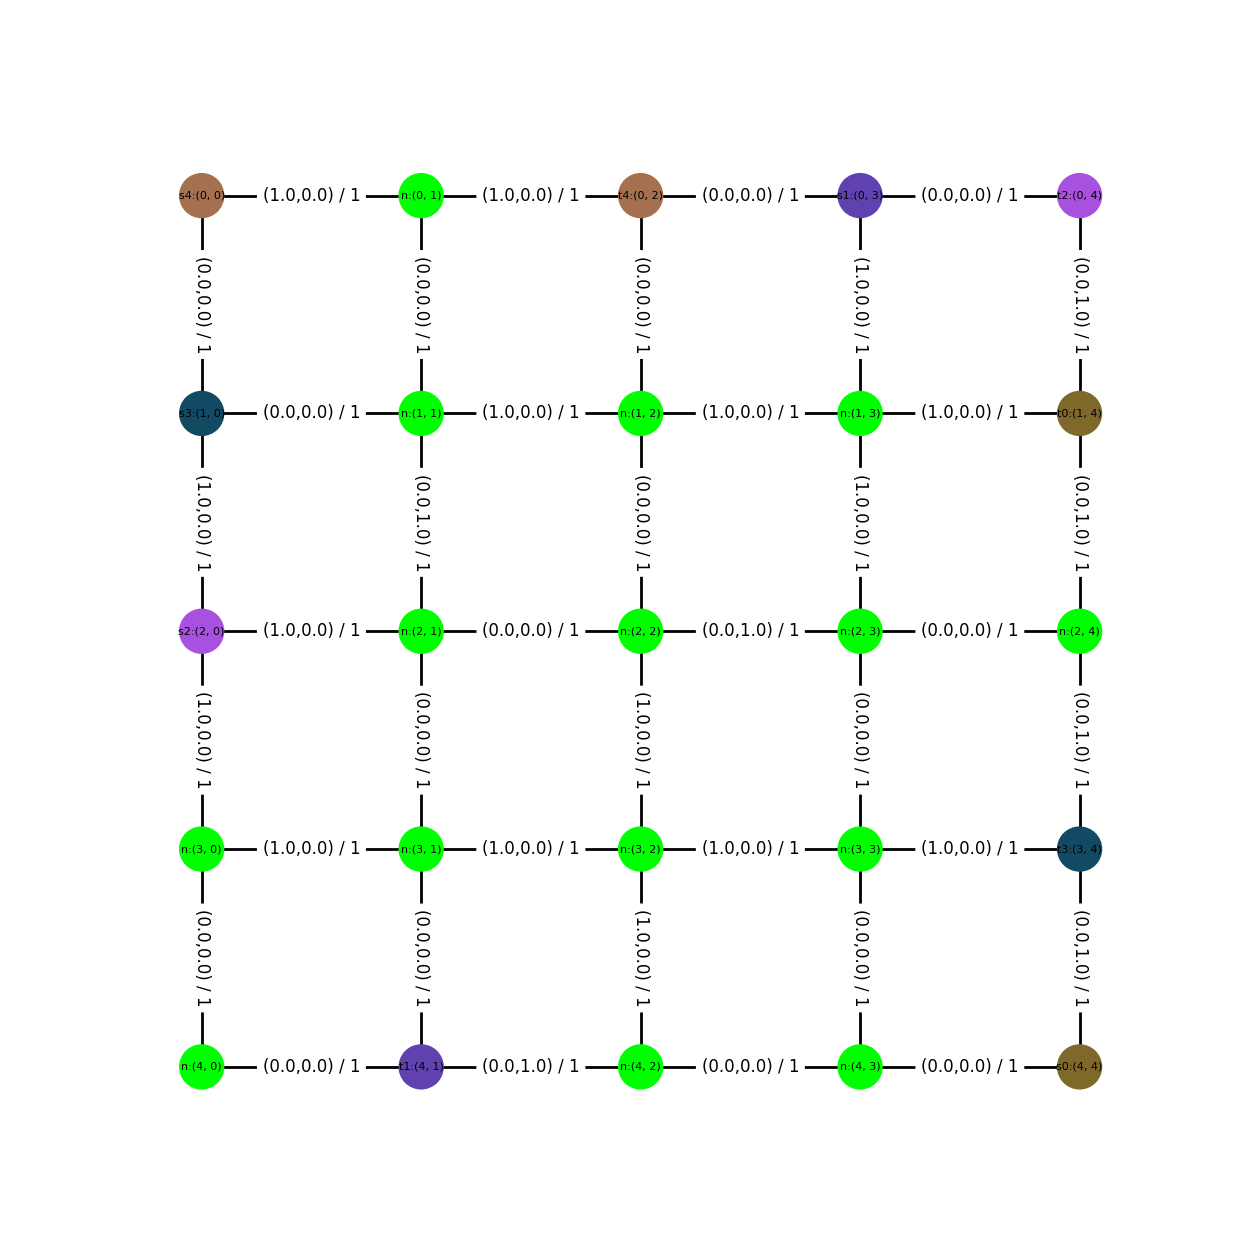 s4:(0, 0) (1.0,0.0) / 1 n:(0, 1) (1.0,0.0) / 1 t4:(0, 2) (0.0,0.0) / 1 s1:(0, 3) (0.0,0.0) / 1 t2:(0, 4)
(0.0,0.0) / 1 (0.0,0.0) / 1 (0.0,0.0) / 1 (1.0,0.0) / 1 (0.0,1.0) / 1
s3:(1, 0) (0.0,0.0) / 1 n:(1, 1) (1.0,0.0) / 1 n:(1, 2) (1.0,0.0) / 1 n:(1, 3) (1.0,0.0) / 1 t0:(1, 4)
(1.0,0.0) / 1 (0.0,1.0) / 1 (0.0,0.0) / 1 (1.0,0.0) / 1 (0.0,1.0) / 1
s2:(2, 0) (1.0,0.0) / 1 n:(2, 1) (0.0,0.0) / 1 n:(2, 2) (0.0,1.0) / 1 n:(2, 3) (0.0,0.0) / 1 n:(2, 4)
(1.0,0.0) / 1 (0.0,0.0) / 1 (1.0,0.0) / 1 (0.0,0.0) / 1 (0.0,1.0) / 1
n:(3, 0) (1.0,0.0) / 1 n:(3, 1) (1.0,0.0) / 1 n:(3, 2) (1.0,0.0) / 1 n:(3, 3) (1.0,0.0) / 1 t3:(3, 4)
(0.0,0.0) / 1 (0.0,0.0) / 1 (1.0,0.0) / 1 (0.0,0.0) / 1 (0.0,1.0) / 1
n:(4, 0) (0.0,0.0) / 1 t1:(4, 1) (0.0,1.0) / 1 n:(4, 2) (0.0,0.0) / 1 n:(4, 3) (0.0,0.0) / 1 s0:(4, 4)